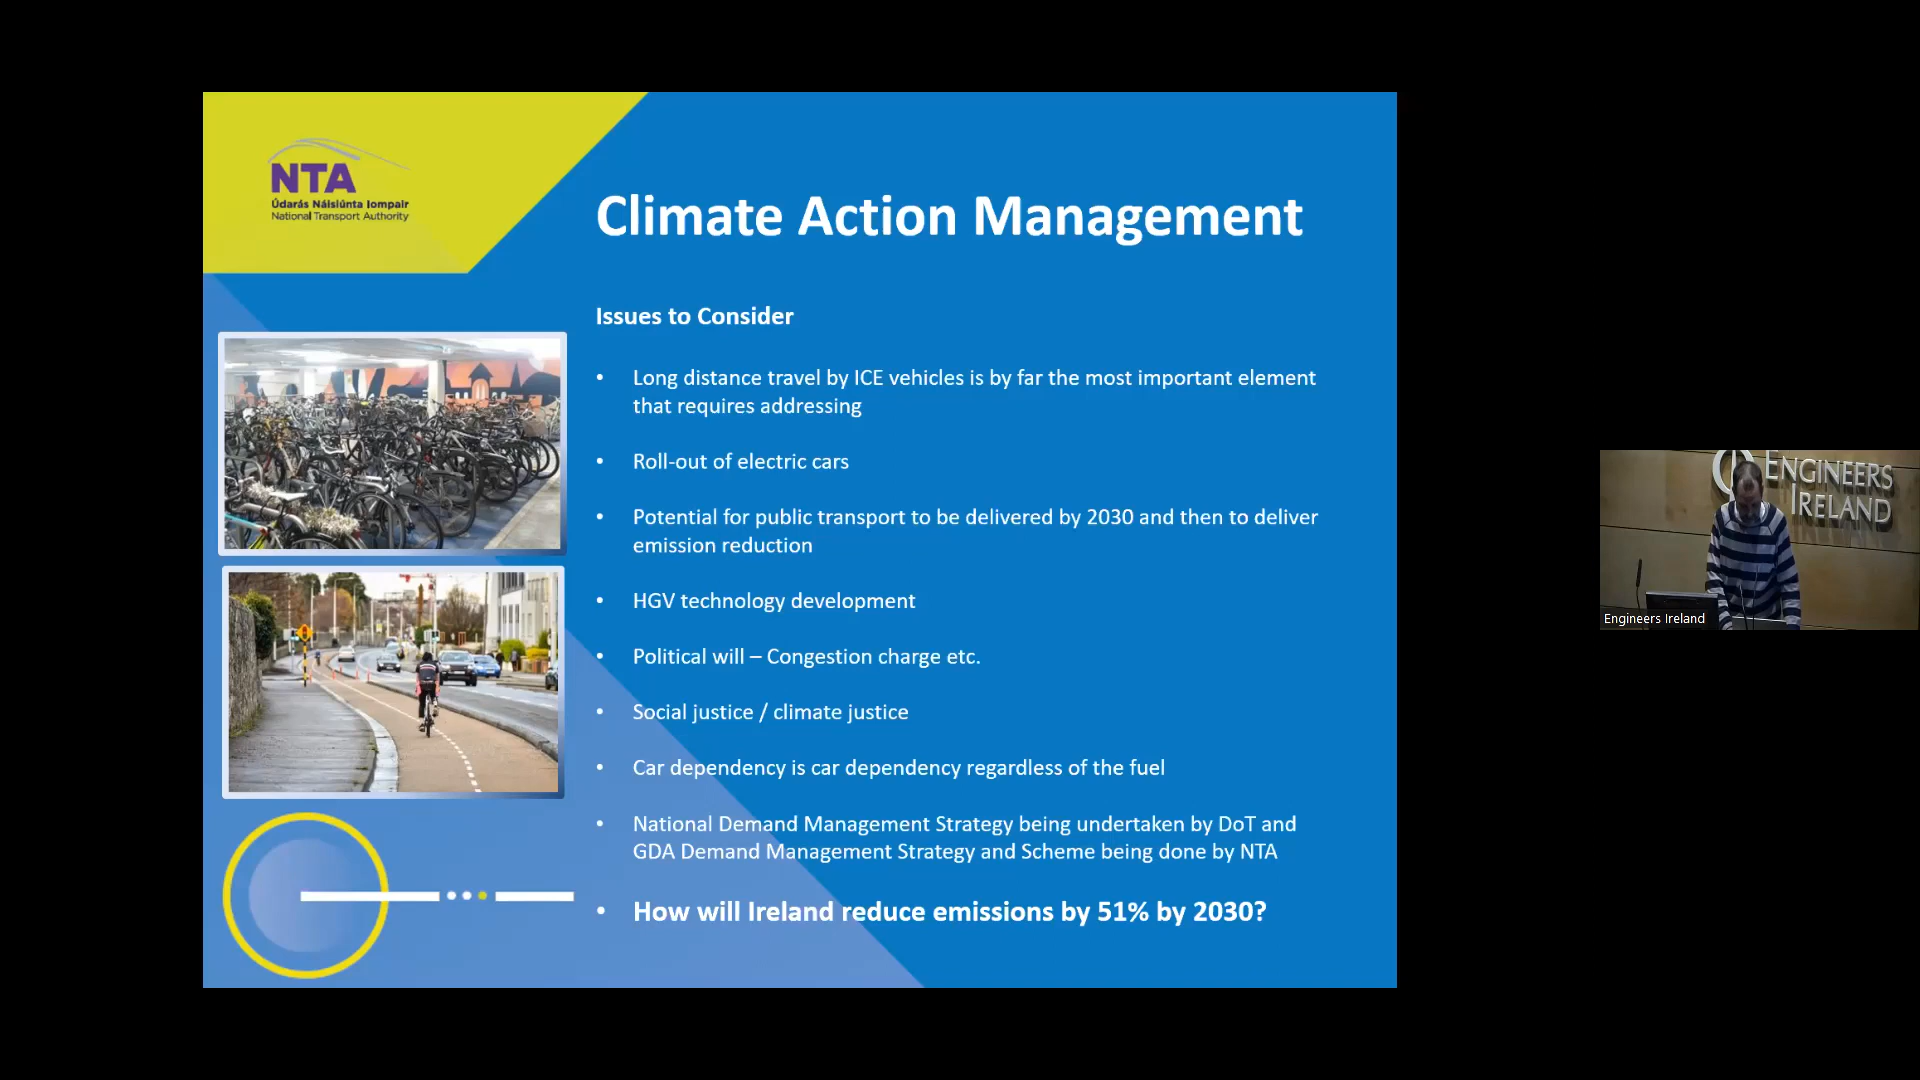 NTA
Údarás Náisiúnta Iompair
National Transport Authority
Climate Action Management
Issues to Consider
• Long distance travel by ICE vehicles is by far the most important element
that requires addressing
• Roll-out of electric cars
• Potential for public transport to be delivered by 2030 and then to deliver
emission reduction
• HGV technology development
• Political will – Congestion charge etc.
• Social justice / climate justice
• Car dependency is car dependency regardless of the fuel
• National Demand Management Strategy being undertaken by DoT and
GDA Demand Management Strategy and Scheme being done by NTA
• How will Ireland reduce emissions by 51% by 2030?
ENGINEERS
IRELAND
Engineers Ireland